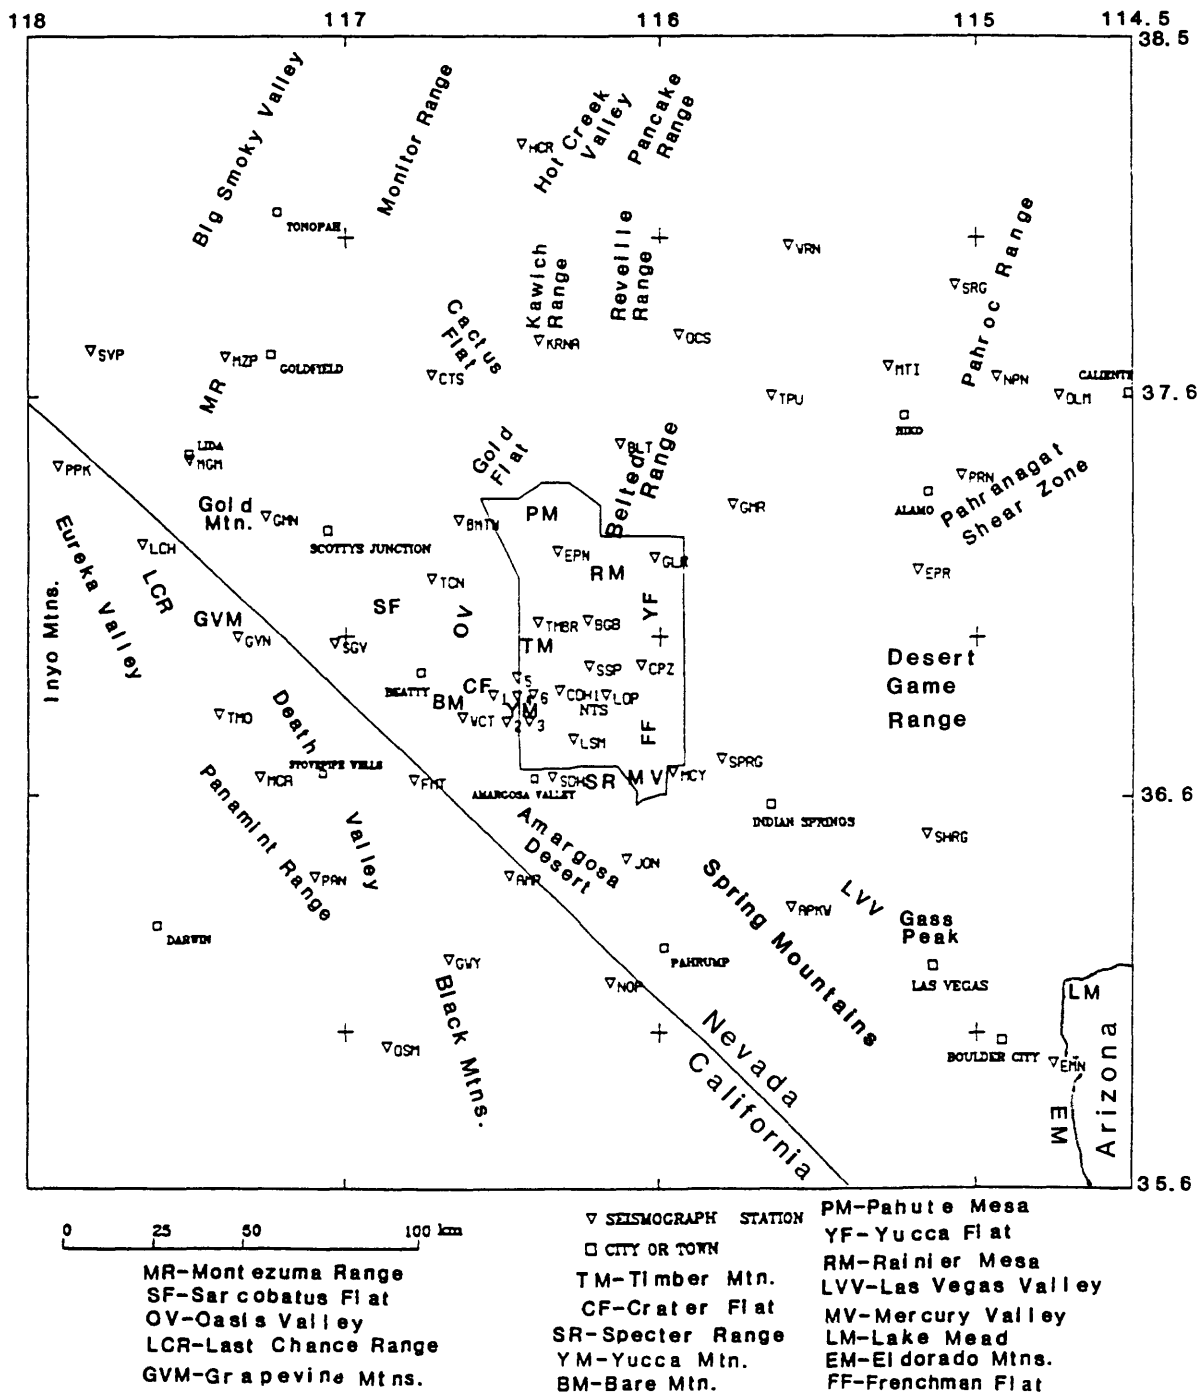 118 117 116 115 114.5
38.5
Big Smoky Valley
Monitor Range
Hot Creek
Valley
Pancake
Range
MCR
TONOPAH
Kawich
Range
Reveille
Range
WRN
SRG
Pahroc Range
Cactus
Flat
KRNA
OCS
SVP
MZP
GOLDFIELD
MR
CTS
TPU
MTI
NPN
CALIENTE
DLM
37.6
HIKO
LIDA
MGM
PPK
Gold
Flat
BLT
Belted
Range
GMR
PRN
ALAMO
Pahranagat
Shear Zone
Gold
Mtn.
GMN
SCOTTYS JUNCTION
BMTW
PM
EPN
RM
GLR
EPR
LCH
LCR
Eureka Valley
Inyo Mtns.
TCN
SF
OV
YF
GVM
GVN
SGV
TMBR
BGB
TM
SSP
CPZ
Desert
Game
Range
BEATTY
5
CF
1
4
6
CDH1
LOP
BM
YM
NTS
WCT
2
3
FF
LSM
TMO
Death
Valley
STOVEPIPE WELLS
MCA
FMT
AMARGOSA VALLEY
SDH
SR
MV
MCY
SPRG
36.6
INDIAN SPRINGS
SHRG
Panamint Range
Amargosa
Desert
JON
PAN
AMR
Spring Mountains
LVV
APKW
Gass
Peak
DARWIN
GWY
PAHRUMP
NOP
LAS VEGAS
LM
Black Mtns.
QSM
Nevada
California
BOULDER CITY
EMN
EM
Arizona
35.6
0 25 50 100 km
SEISMOGRAPH STATION
CITY OR TOWN
MR-Montezuma Range
SF-Sarcobatus Flat
OV-Oasis Valley
LCR-Last Chance Range
GVM-Grapevine Mtns.
TM-Timber Mtn.
CF-Crater Flat
SR-Specter Range
YM-Yucca Mtn.
BM-Bare Mtn.
PM-Pahute Mesa
YF-Yucca Flat
RM-Rainier Mesa
LVV-Las Vegas Valley
MV-Mercury Valley
LM-Lake Mead
EM-Eldorado Mtns.
FF-Frenchman Flat